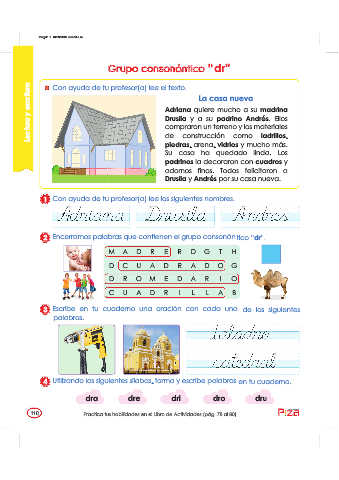 Lectura y escritura
Grupo consonántico "dr"
Con ayuda de tu profesor(a) lee el texto.
La casa nueva
Adriana quiere mucho a su madrina
Drusila y a su padrino Andrés. Ellos
compraron un terreno y los materiales
de construcción como ladrillos,
piedras, arena, vidrios y mucho más.
Su casa ha quedado linda. Los
padrinos la decoraron con cuadros y
adornos finos. Todos felicitaron a
Drusila y Andrés por su casa nueva.
1 Con ayuda de tu profesor(a) lee los siguientes nombres.
Adriana Drusila Andrés
2 Encerramos palabras que contienen el grupo consonántico "dr".
M A D R E R D G T H
D C U A D R A D O G
D R O M E D A R I O
C U A D R I L L A B
3 Escribe en tu cuaderno una oración con cada uno de los siguientes
palabras.
taladro
catedral
4 Utilizando las siguientes sílabas, forma y escribe palabras en tu cuaderno.
dra dre dri dro dru
110
Practica tus habilidades en el Libro de Actividades (pág. 78 al 80)